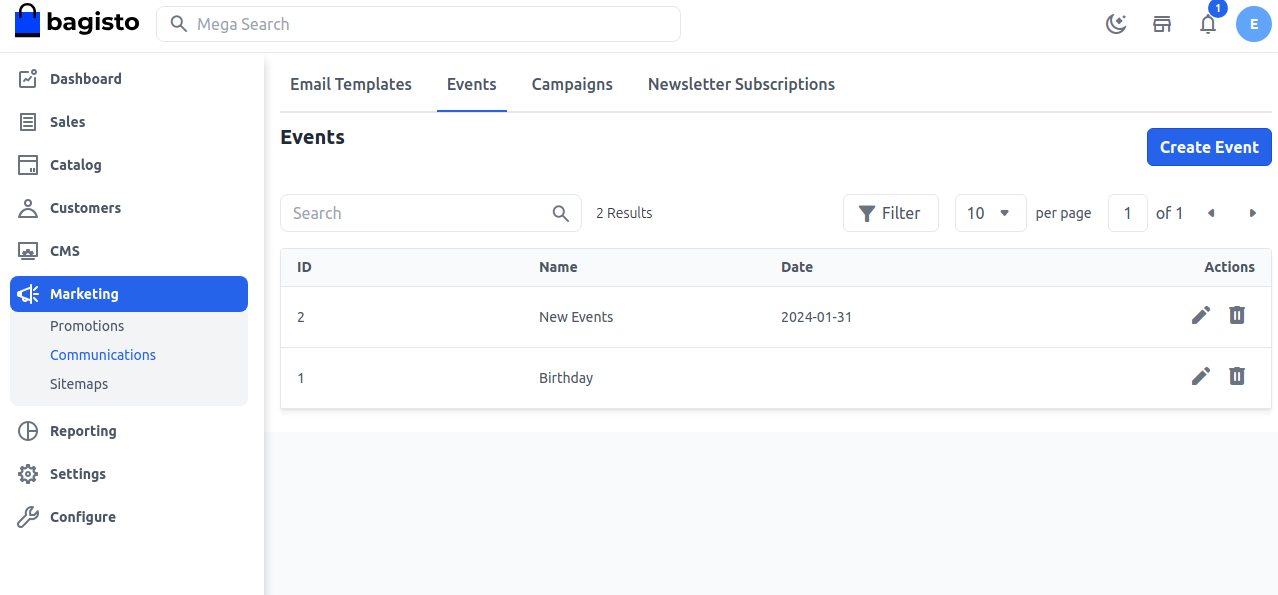 bagisto
Mega Search
1
E
Dashboard
Sales
Catalog
Customers
CMS
Marketing
Promotions
Communications
Sitemaps
Reporting
Settings
Configure
Email Templates Events Campaigns Newsletter Subscriptions
Events
Create Event
Search 2 Results Filter 10 per page 1 of 1
ID Name Date Actions
2 New Events 2024-01-31
1 Birthday